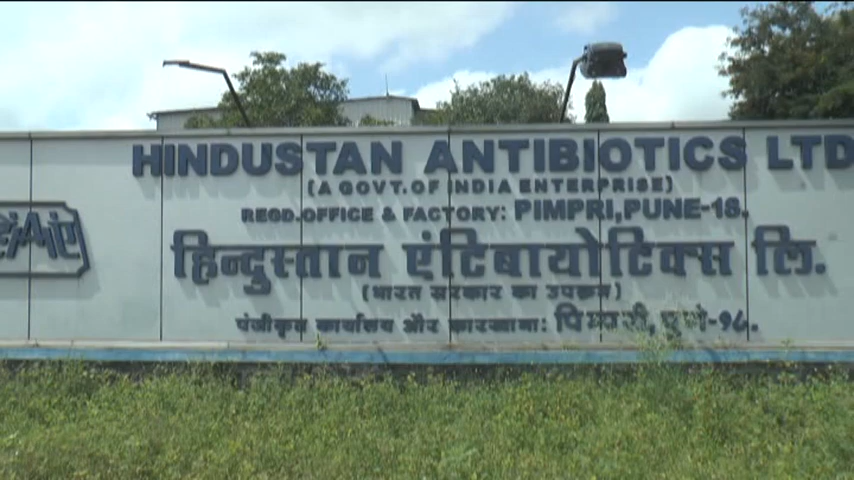 HINDUSTAN ANTIBIOTICS LTD
(A GOVT. OF INDIA ENTERPRISE)
REGD. OFFICE & FACTORY: PIMPRI, PUNE-18.
हिन्दुस्तान एंटिबायोटिक्स लि.
(भारत सरकार का उपक्रम)
पंजीकृत कार्यालय और कारखाना: पिम्परी, पुणे-१८.